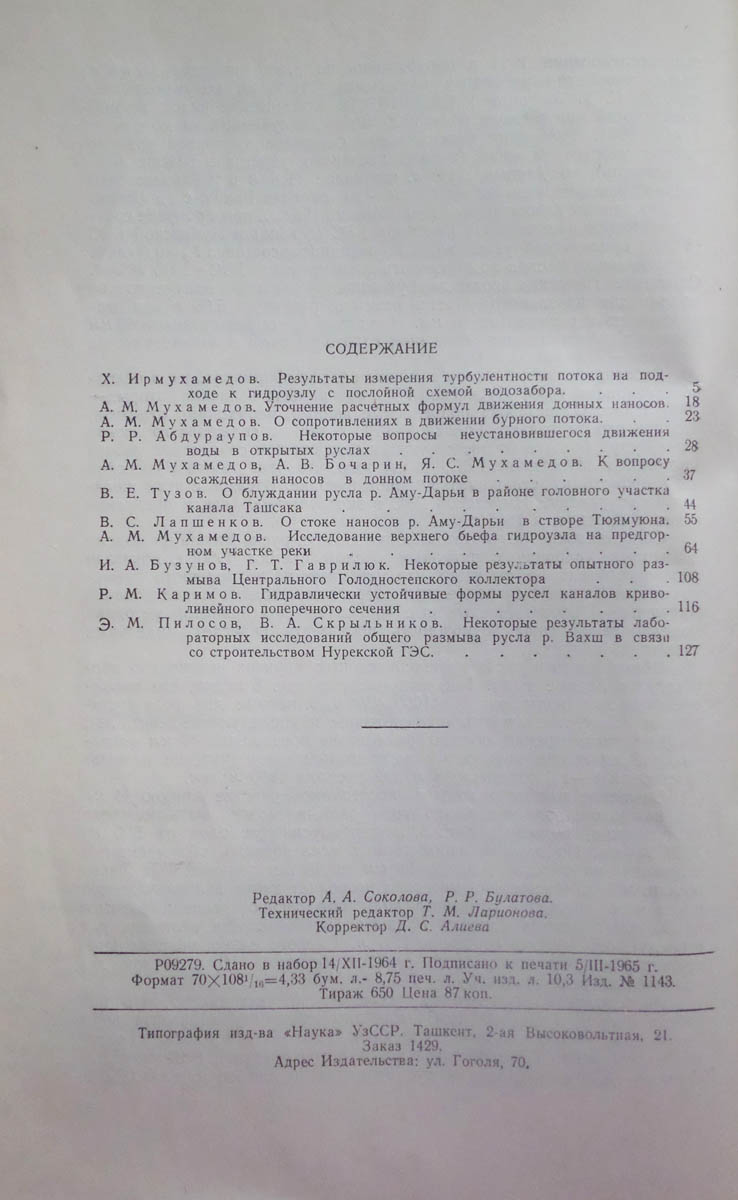 СОДЕРЖАНИЕ
Х. Ирмухамедов. Результаты измерения турбулентности потока на под-
ходе к гидроузлу с послойной схемой водозабора. . . . 5
А. М. Мухамедов. Уточнение расчётных формул движения донных наносов. 18
А. М. Мухамедов. О сопротивлениях в движении бурного потока. . . 23
Р. Р. Абдураупов. Некоторые вопросы неустановившегося движения
воды в открытых руслах . . . . . . . . 28
А. М. Мухамедов, А. В. Бочарин, Я. С. Мухамедов. К вопросу
осаждения наносов в донном потоке . . . . . . 37
В. Е. Тузов. О блуждании русла р. Аму-Дарьи в районе головного участка
канала Ташсака . . . . . . . . . 44
В. С. Лапшенков. О стоке наносов р. Аму-Дарьи в створе Тюямуюна. 55
А. М. Мухамедов. Исследование верхнего бьефа гидроузла на предгор-
ном участке реки . . . . . . . . . 64
И. А. Бузунов, Г. Т. Гаврилюк. Некоторые результаты опытного раз-
мыва Центрального Голодностепского коллектора . . . 108
Р. М. Каримов. Гидравлически устойчивые формы русел каналов криво-
линейного поперечного сечения . . . . . . . 116
Э. М. Пилосов, В. А. Скрыльников. Некоторые результаты лабо-
раторных исследований общего размыва русла р. Вахш в связи
со строительством Нурекской ГЭС. . . . . . . . 127
Редактор А. А. Соколова, Р. Р. Булатова.
Технический редактор Т. М. Ларионова.
Корректор Д. С. Алиева
Р09279. Сдано в набор 14/XII-1964 г. Подписано к печати 5/III-1965 г.
Формат 70×108¹/₁₆=4,33 бум. л.- 8,75 печ. л. Уч. изд. л. 10,3 Изд. № 1143.
Тираж 650 Цена 87 коп.
Типография изд-ва «Наука» УзССР. Ташкент, 2-ая Высоковольтная, 21.
Заказ 1429.
Адрес Издательства: ул. Гоголя, 70.